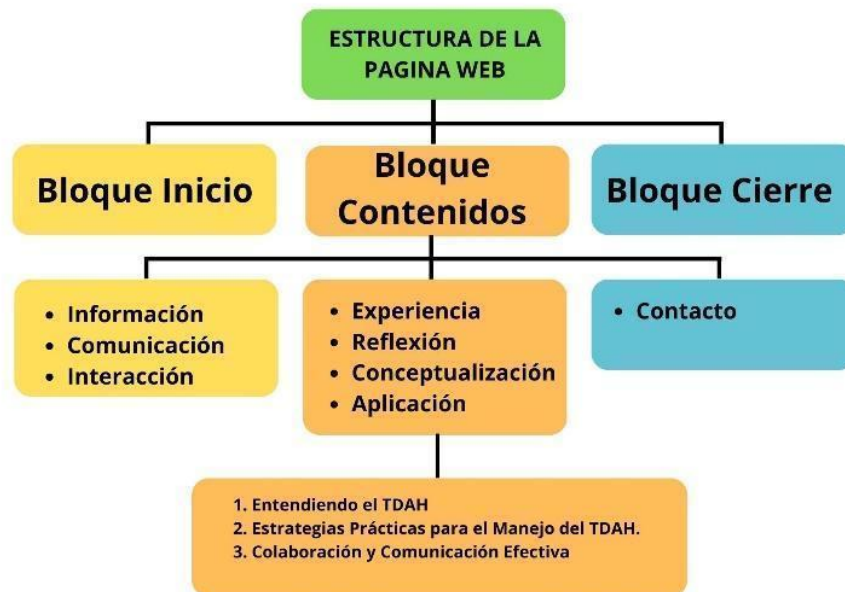 ESTRUCTURA DE LA
PAGINA WEB
Bloque Inicio
Bloque
Contenidos
Bloque Cierre
• Información
• Comunicación
• Interacción
• Experiencia
• Reflexión
• Conceptualización
• Aplicación
• Contacto
1. Entendiendo el TDAH
2. Estrategias Prácticas para el Manejo del TDAH.
3. Colaboración y Comunicación Efectiva